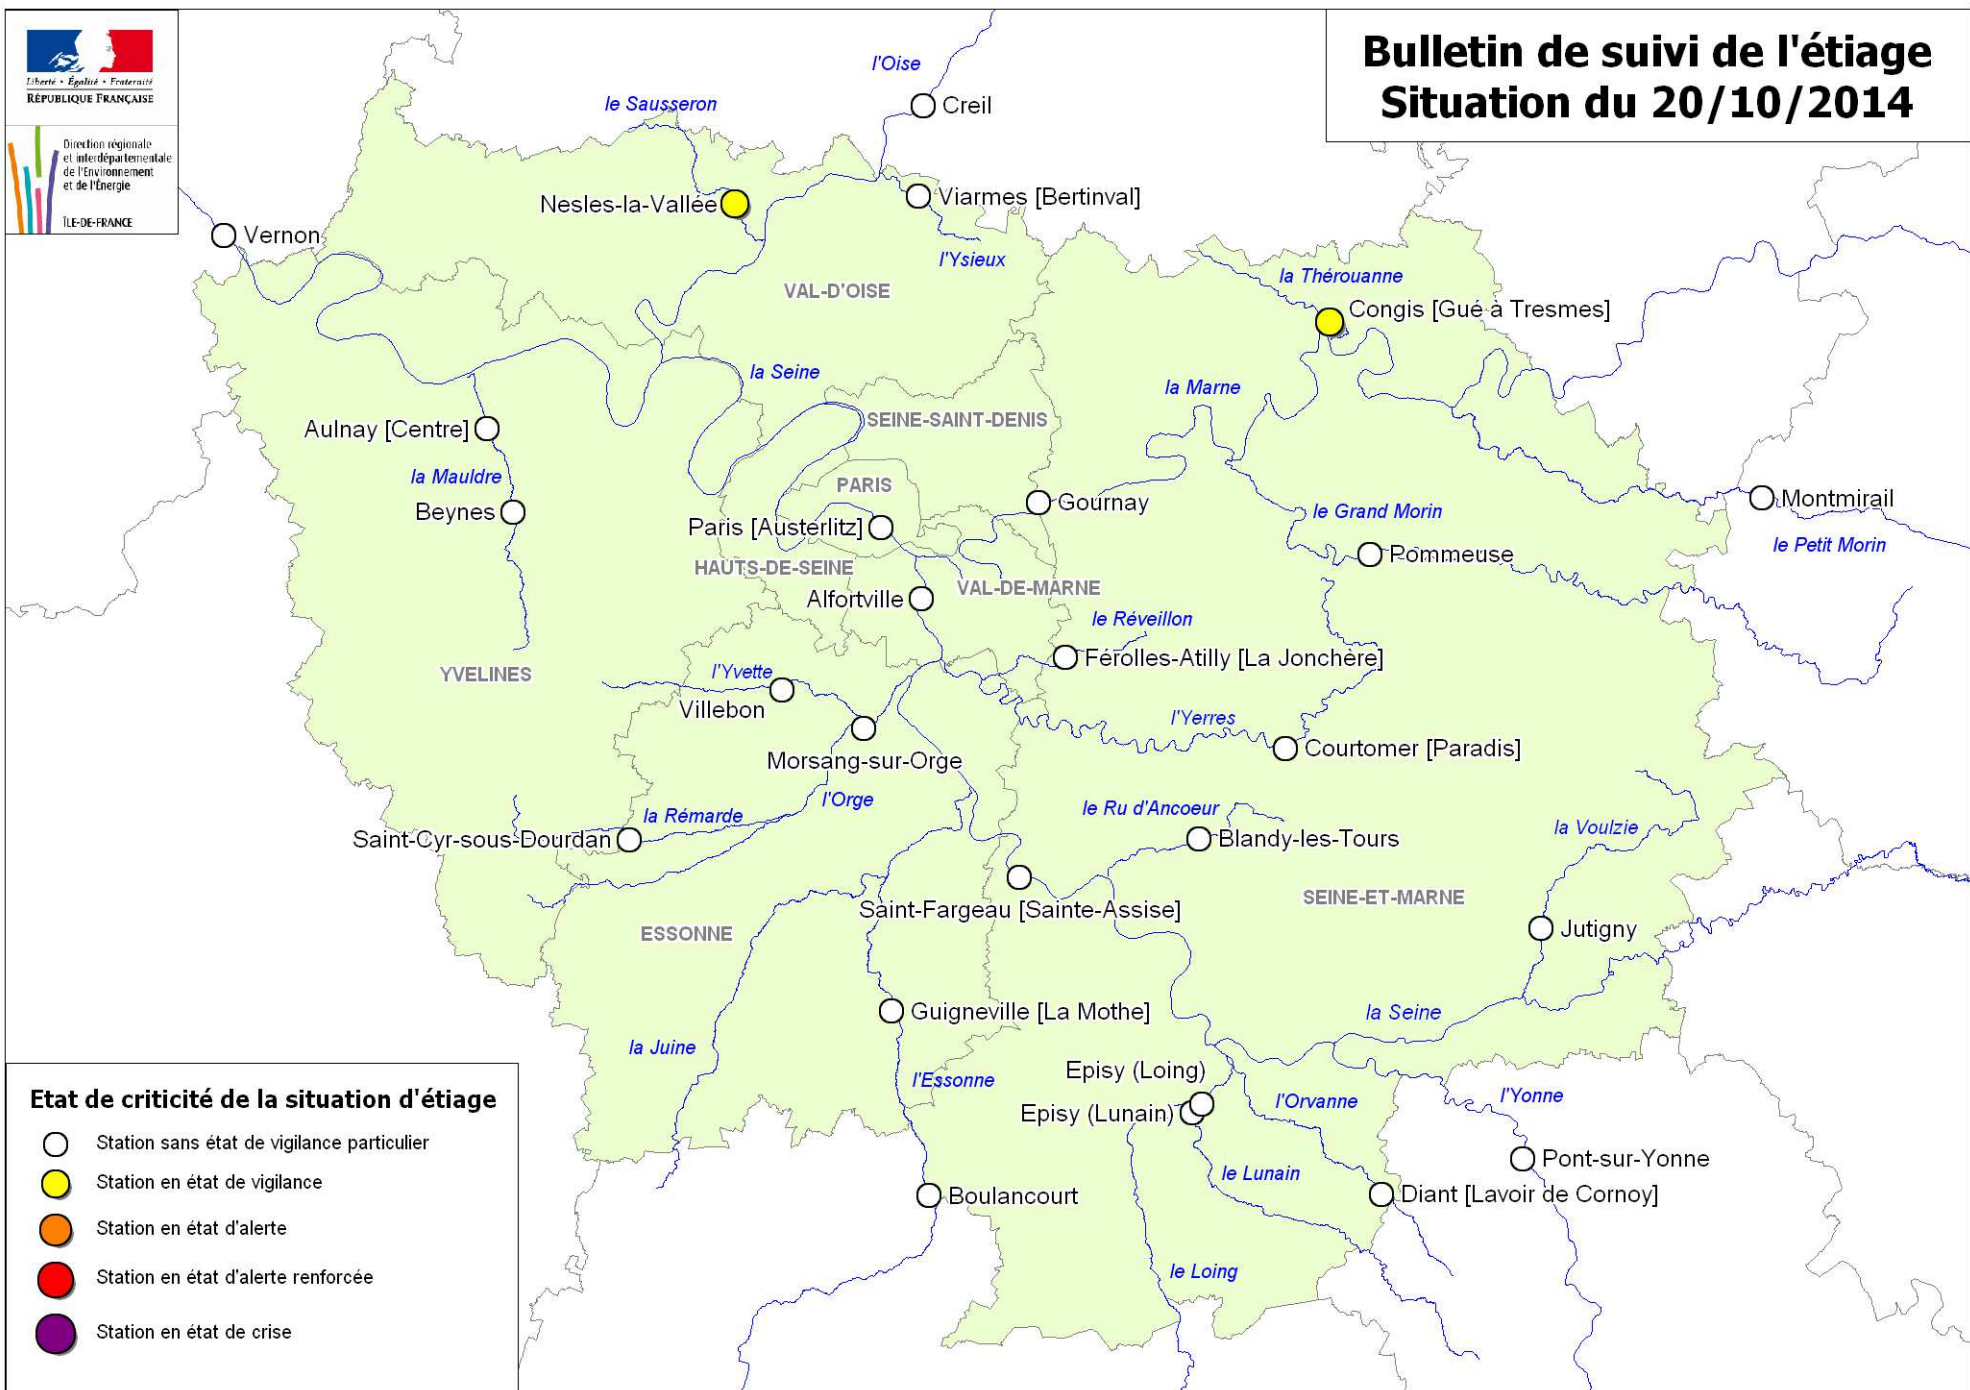 Liberté • Égalité • Fraternité
RÉPUBLIQUE FRANÇAISE
Direction régionale
et interdépartementale
de l'Environnement
et de l'Énergie
ÎLE-DE-FRANCE
Bulletin de suivi de l'étiage
Situation du 20/10/2014
l'Oise
le Sausseron
Creil
Nesles-la-Vallée
Viarmes [Bertinval]
Vernon
l'Ysieux
la Thérouanne
VAL-D'OISE
Congis [Gué à Tresmes]
la Seine
la Marne
SEINE-SAINT-DENIS
Aulnay [Centre]
la Mauldre
PARIS
Beynes
Gournay
Montmirail
le Grand Morin
Paris [Austerlitz]
le Petit Morin
Pommeuse
HAUTS-DE-SEINE
VAL-DE-MARNE
Alfortville
le Réveillon
Férolles-Atilly [La Jonchère]
YVELINES
l'Yvette
Villebon
l'Yerres
Courtomer [Paradis]
Morsang-sur-Orge
l'Orge
le Ru d'Ancoeur
la Rémarde
la Voulzie
Saint-Cyr-sous-Dourdan
Blandy-les-Tours
SEINE-ET-MARNE
Saint-Fargeau [Sainte-Assise]
ESSONNE
Jutigny
Guigneville [La Mothe]
la Seine
la Juine
Episy (Loing)
l'Essonne
l'Yonne
l'Orvanne
Episy (Lunain)
Pont-sur-Yonne
le Lunain
Boulancourt
Diant [Lavoir de Cornoy]
le Loing
Etat de criticité de la situation d'étiage
Station sans état de vigilance particulier
Station en état de vigilance
Station en état d'alerte
Station en état d'alerte renforcée
Station en état de crise